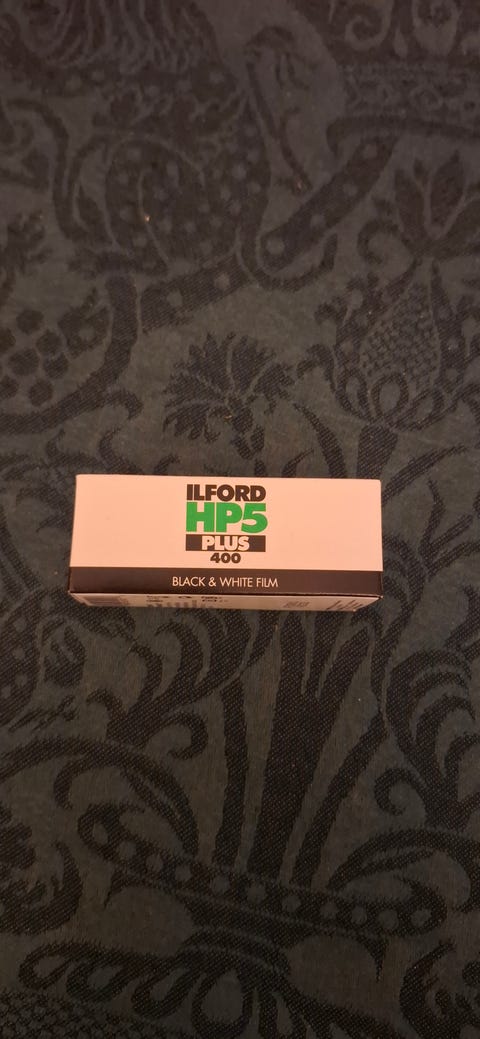 ILFORD
HP5
PLUS
400
BLACK & WHITE FILM